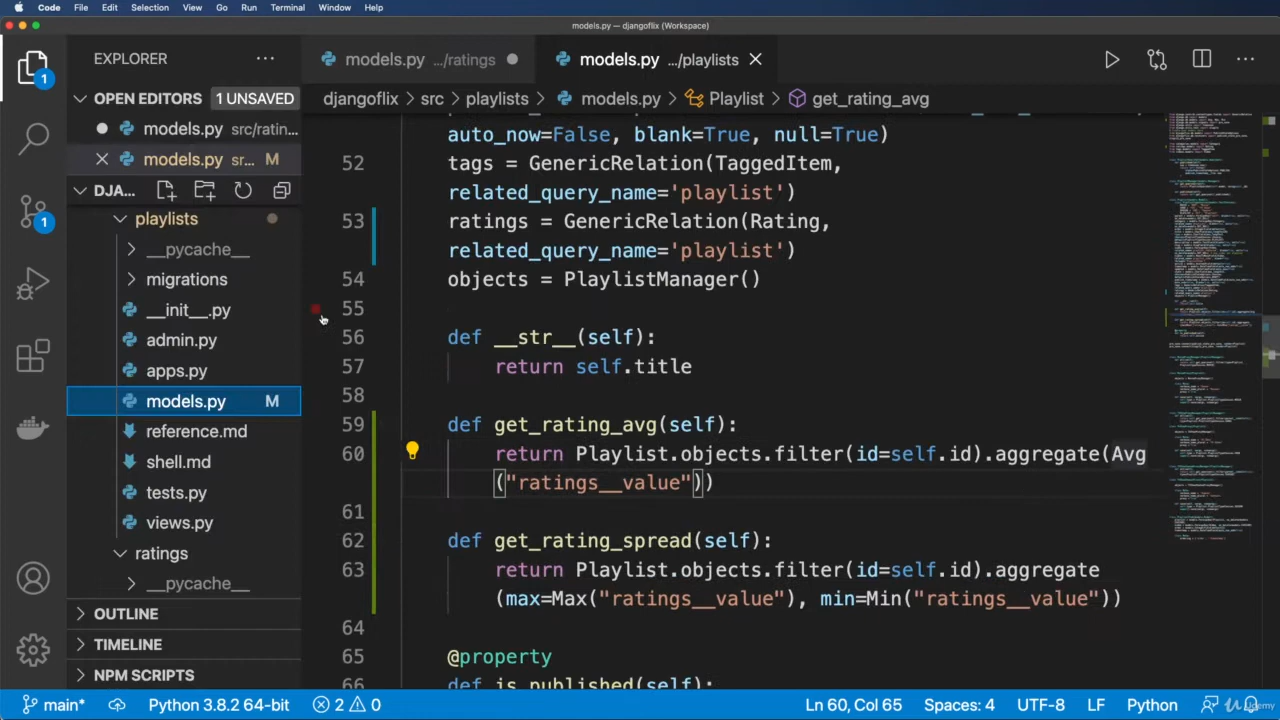 Code File Edit Selection View Go Run Terminal Window Help
models.py — djangoflix (Workspace)
EXPLORER
models.py .../ratings
models.py .../playlists
OPEN EDITORS 1 UNSAVED
djangoflix > src > playlists > models.py > Playlist > get_rating_avg
models.py src/ratin...
models.py sr... M
DJA...
playlists
__pycache__
migrations
__init__.py
admin.py
apps.py
models.py M
reference.md
shell.md
tests.py
views.py
ratings
__pycache__
OUTLINE
TIMELINE
NPM SCRIPTS
1
1
auto_now=False, blank=True, null=True)
52 tags = GenericRelation(TaggedItem,
related_query_name='playlist')
53 ratings = GenericRelation(Rating,
related_query_name='playlist')
54 objects = PlaylistManager()
55
56 def __str__(self):
57 return self.title
58
59 def get_rating_avg(self):
60 return Playlist.objects.filter(id=self.id).aggregate(Avg
("ratings__value"))
61
62 def get_rating_spread(self):
63 return Playlist.objects.filter(id=self.id).aggregate
(max=Max("ratings__value"), min=Min("ratings__value"))
64
65 @property
66 def is_published(self):
main* Python 3.8.2 64-bit 2 0 Ln 60, Col 65 Spaces: 4 UTF-8 LF Python
Udemy